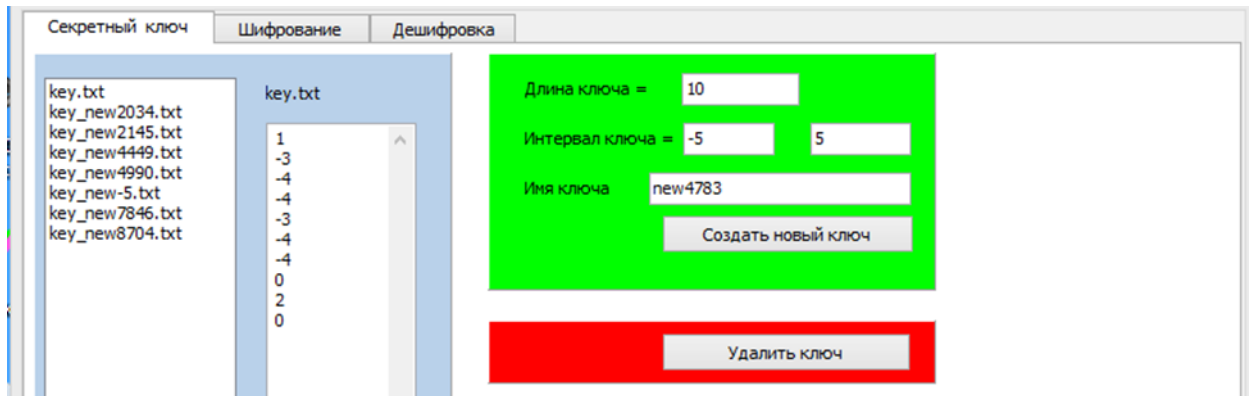 Секретный ключ
Шифрование
Дешифровка
key.txt
key_new2034.txt
key_new2145.txt
key_new4449.txt
key_new4990.txt
key_new-5.txt
key_new7846.txt
key_new8704.txt
key.txt
1
-3
-4
-4
-3
-4
-4
0
2
0
Длина ключа = 10
Интервал ключа = -5 5
Имя ключа new4783
Создать новый ключ
Удалить ключ